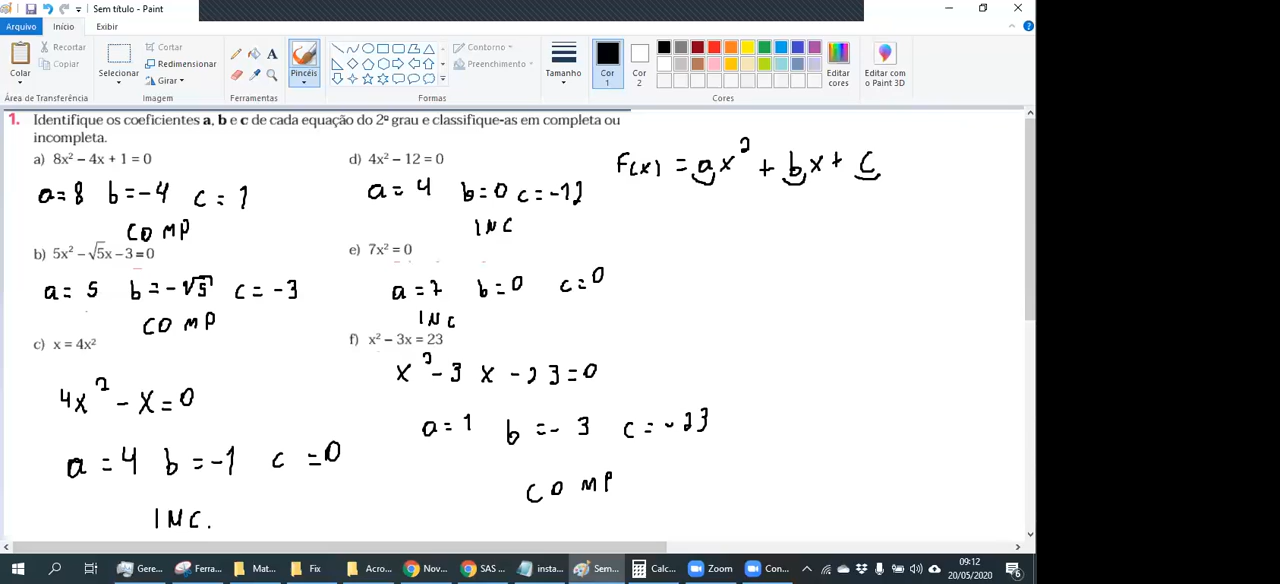 Sem título - Paint
Arquivo Início Exibir
Colar
Recortar
Copiar
Área de Transferência
Selecionar
Cortar
Redimensionar
Girar
Imagem
A
Ferramentas
Pincéis
Contorno
Preenchimento
Formas
Tamanho
Cor 1
Cor 2
Cores
Editar cores
Editar com o Paint 3D
1. Identifique os coeficientes a, b e c de cada equação do 2º grau e classifique-as em completa ou
incompleta.
a) 8x² – 4x + 1 = 0
a=8 b=-4 c=1
COMP
b) 5x² – √5x – 3 = 0
a=5 b=-√5 c=-3
COMP
c) x = 4x²
4x² - x = 0
a=4 b=-1 c=0
INC.
d) 4x² – 12 = 0
a=4 b=0 c=-12
INC
e) 7x² = 0
a=7 b=0 c=0
INC
f) x² – 3x = 23
x² - 3x - 23 = 0
a=1 b=-3 c=-23
COMP
F(x) = ax² + bx + c
Gere... Ferra... Mat... Fix Acro... Nov... SAS ... insta... Sem... Calc... Zoom Con...
09:12
20/05/2020
6